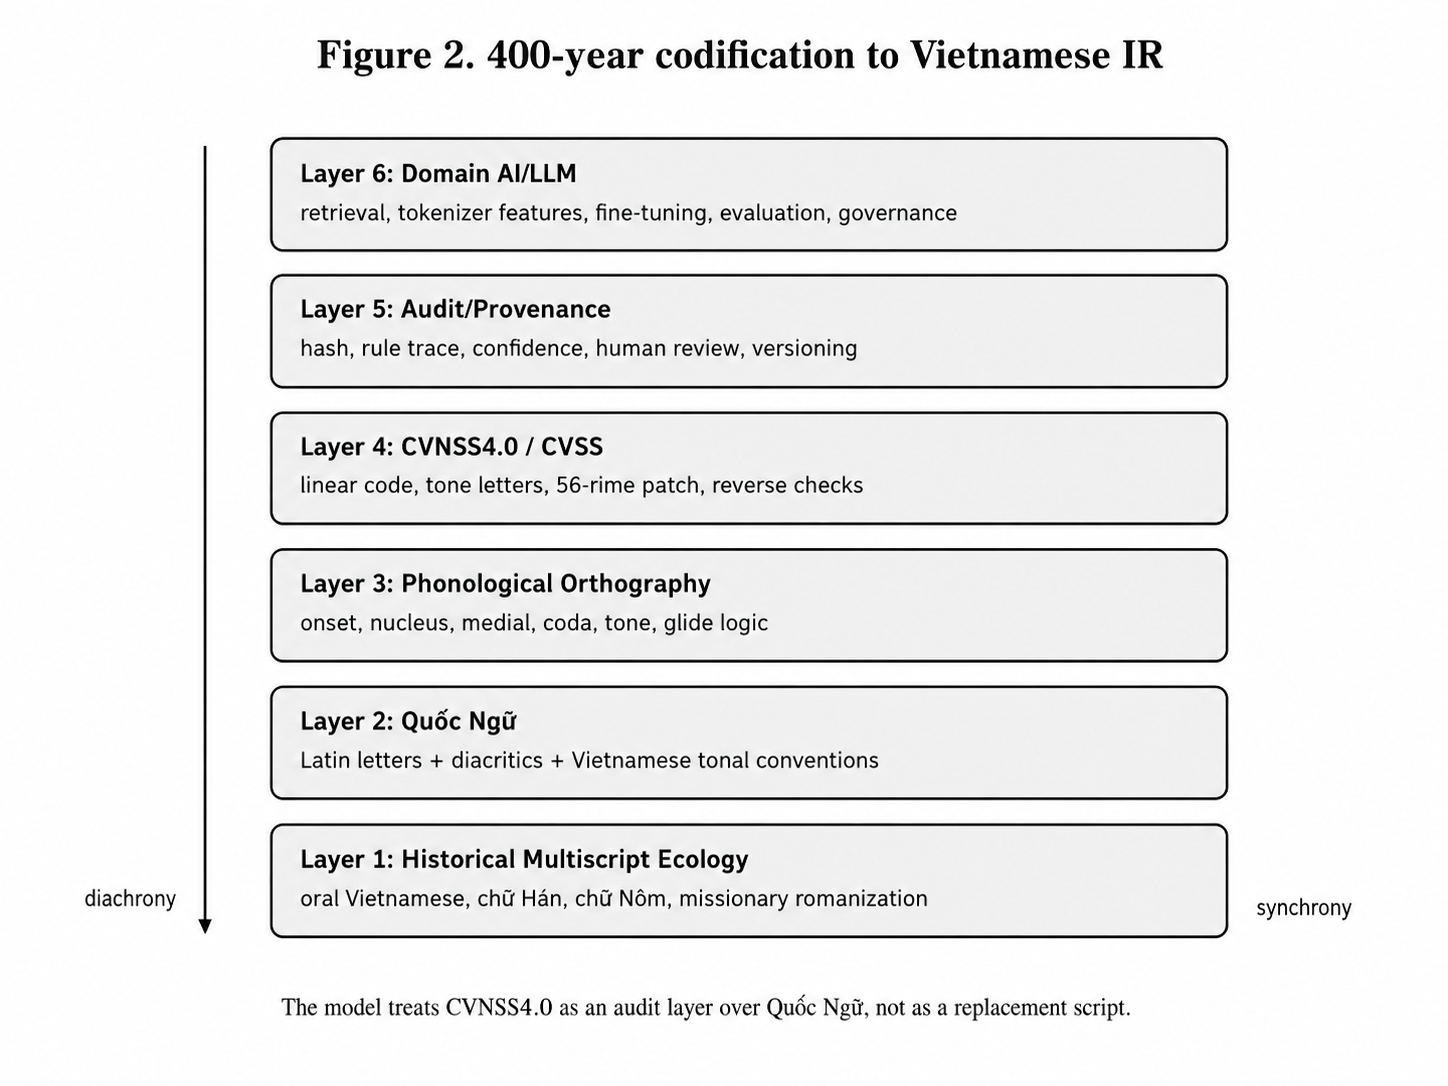 Figure 2. 400-year codification to Vietnamese IR
Layer 6: Domain AI/LLM
retrieval, tokenizer features, fine-tuning, evaluation, governance
Layer 5: Audit/Provenance
hash, rule trace, confidence, human review, versioning
Layer 4: CVNSS4.0 / CVSS
linear code, tone letters, 56-rime patch, reverse checks
Layer 3: Phonological Orthography
onset, nucleus, medial, coda, tone, glide logic
Layer 2: Quốc Ngữ
Latin letters + diacritics + Vietnamese tonal conventions
Layer 1: Historical Multiscript Ecology
oral Vietnamese, chữ Hán, chữ Nôm, missionary romanization
diachrony
synchrony
The model treats CVNSS4.0 as an audit layer over Quốc Ngữ, not as a replacement script.